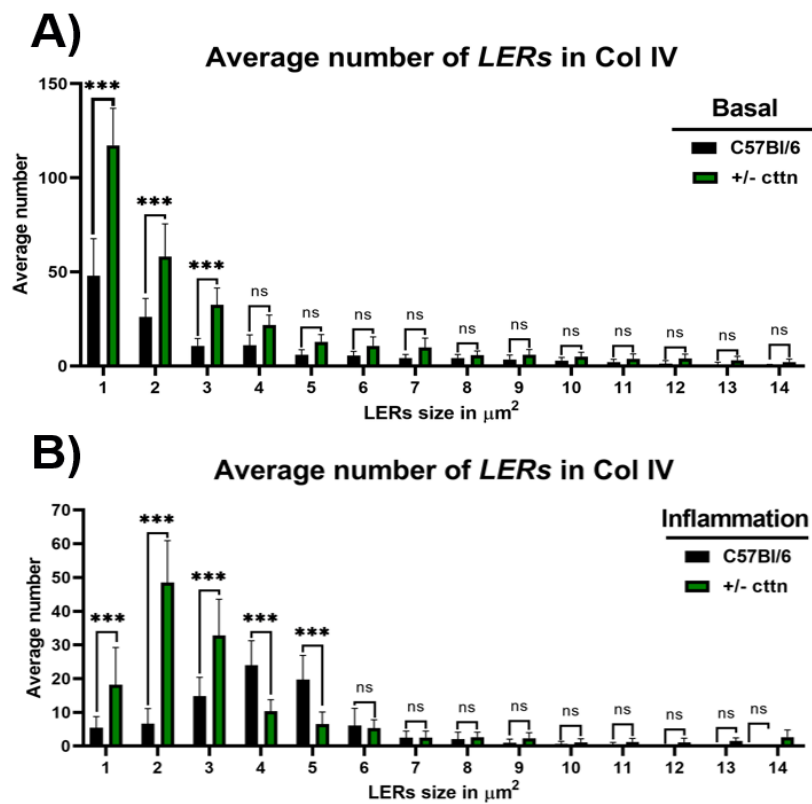 A)
Average number of LERs in Col IV
Basal
C57Bl/6
+/- cttn
Average number
150
100
50
0
***
***
***
ns
ns
ns
ns
ns
ns
ns
ns
ns
ns
ns
1 2 3 4 5 6 7 8 9 10 11 12 13 14
LERs size in μm²
B)
Average number of LERs in Col IV
Inflammation
C57Bl/6
+/- cttn
Average number
70
60
50
40
30
20
10
0
***
***
***
***
***
ns
ns
ns
ns
ns
ns
ns
ns
ns
1 2 3 4 5 6 7 8 9 10 11 12 13 14
LERs size in μm²